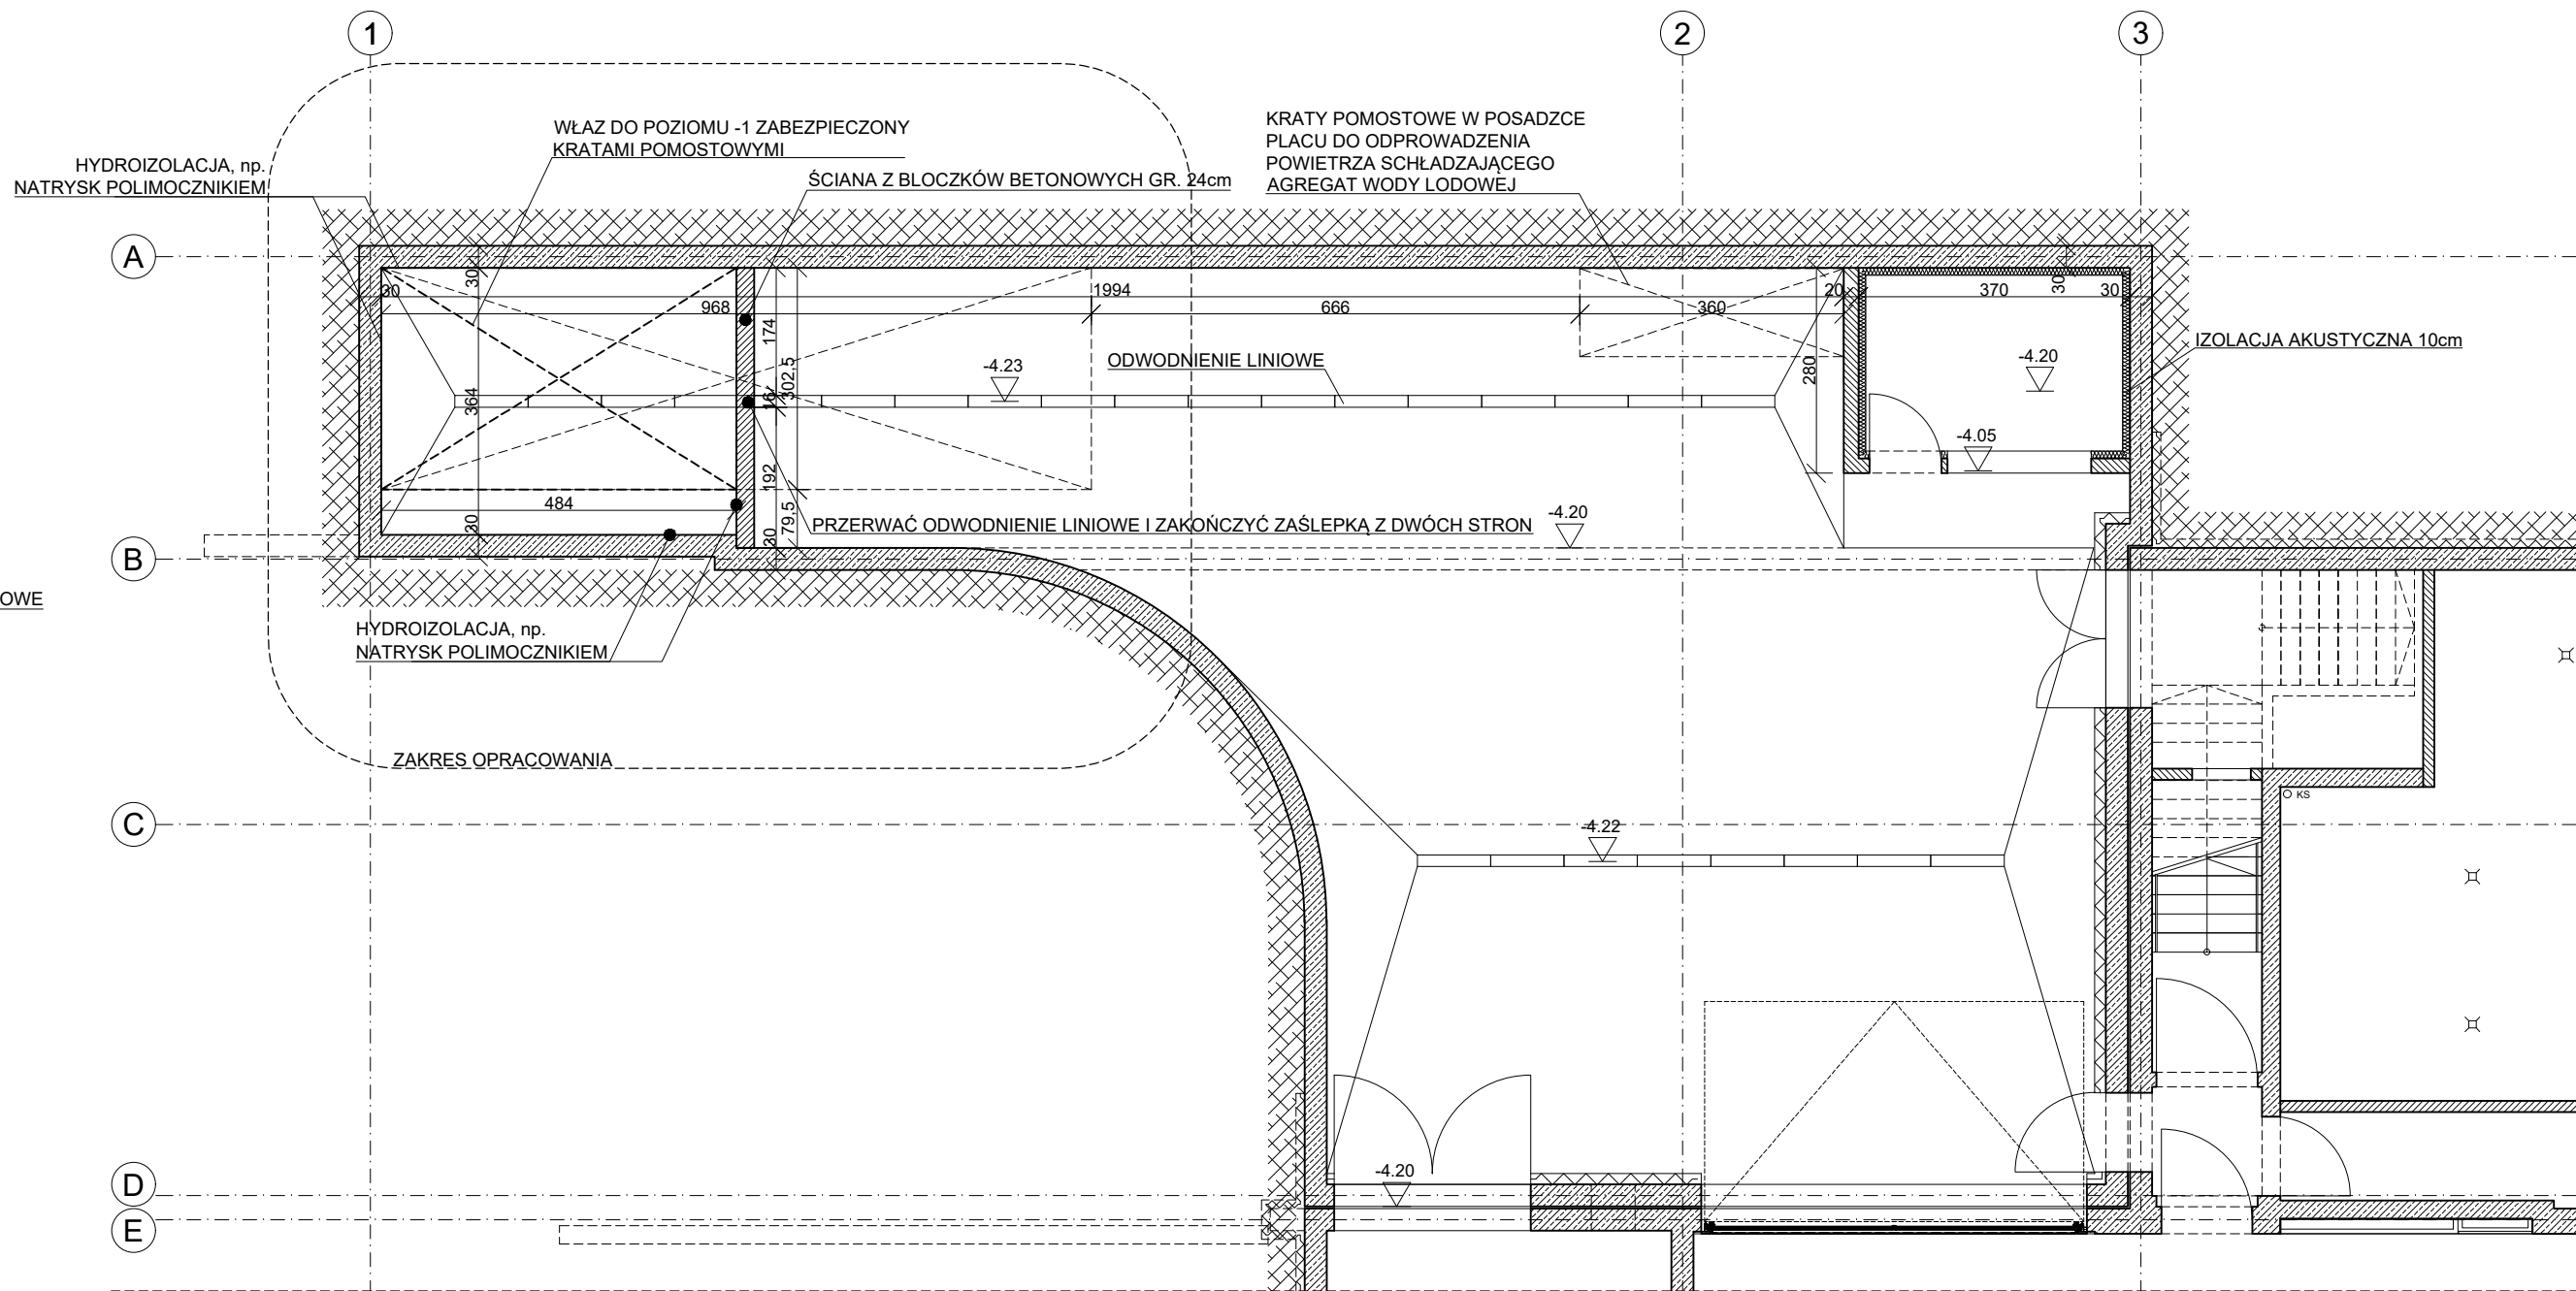 1
2
3
WŁAZ DO POZIOMU -1 ZABEZPIECZONY
KRATAMI POMOSTOWYMI
HYDROIZOLACJA, np.
NATRYSK POLIMOCZNIKIEM
ŚCIANA Z BLOCZKÓW BETONOWYCH GR. 24cm
KRATY POMOSTOWE W POSADZCE
PLACU DO ODPROWADZENIA
POWIETRZA SCHŁADZAJĄCEGO
AGREGAT WODY LODOWEJ
A
30
30
30
1994
20
370
30
968
666
360
174
302,5
16
364
280
-4.23
ODWODNIENIE LINIOWE
-4.20
IZOLACJA AKUSTYCZNA 10cm
-4.05
192
484
79,5
30
30
PRZERWAĆ ODWODNIENIE LINIOWE I ZAKOŃCZYĆ ZAŚLEPKĄ Z DWÓCH STRON
-4.20
B
OWE
HYDROIZOLACJA, np.
NATRYSK POLIMOCZNIKIEM
ZAKRES OPRACOWANIA
KS
C
-4.22
D
-4.20
E